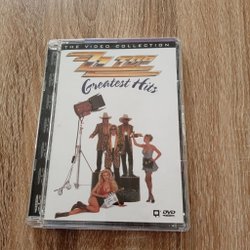 THE VIDEO COLLECTION
ZZ TOP
Greatest Hits
DVD